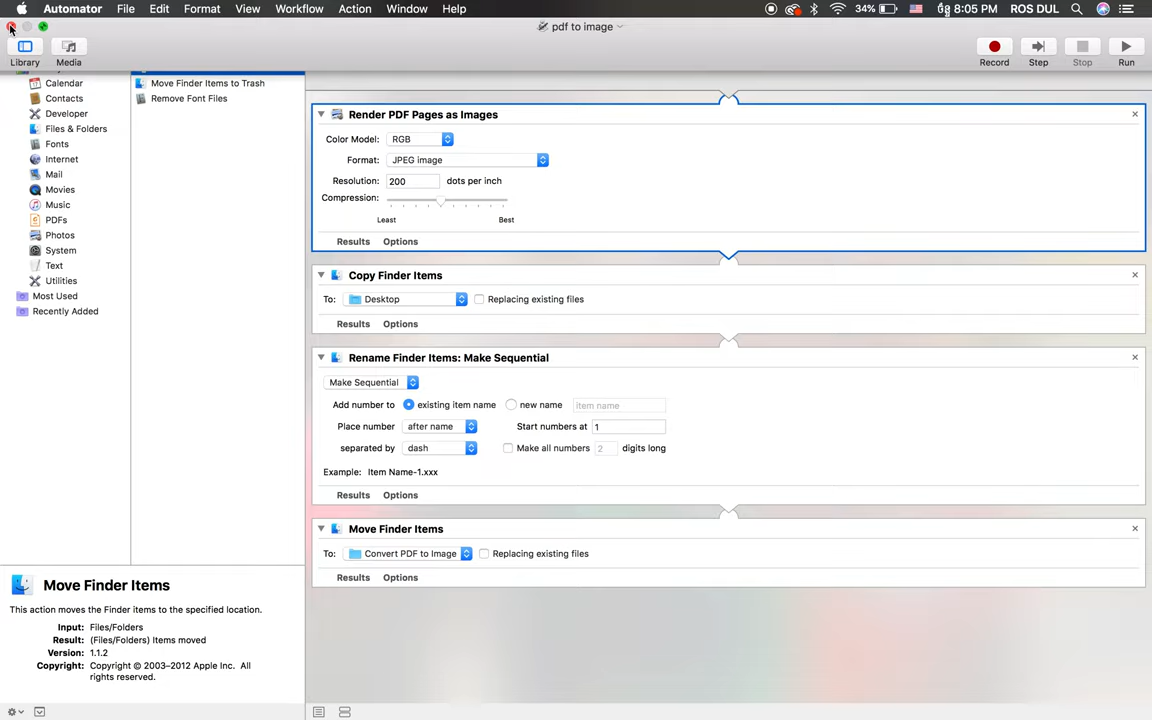 Automator File Edit Format View Workflow Action Window Help 34% 8:05 PM ROS DUL
pdf to image
Library Media Record Step Stop Run
Calendar
Contacts
Developer
Files & Folders
Fonts
Internet
Mail
Movies
Music
PDFs
Photos
System
Text
Utilities
Most Used
Recently Added
Move Finder Items to Trash
Remove Font Files
Render PDF Pages as Images
Color Model: RGB
Format: JPEG image
Resolution: 200 dots per inch
Compression:
Least Best
Results Options
Copy Finder Items
To: Desktop Replacing existing files
Results Options
Rename Finder Items: Make Sequential
Make Sequential
Add number to existing item name new name item name
Place number after name Start numbers at 1
separated by dash Make all numbers 2 digits long
Example: Item Name-1.xxx
Results Options
Move Finder Items
To: Convert PDF to Image Replacing existing files
Results Options
Move Finder Items
This action moves the Finder items to the specified location.
Input: Files/Folders
Result: (Files/Folders) Items moved
Version: 1.1.2
Copyright: Copyright © 2003–2012 Apple Inc. All
rights reserved.